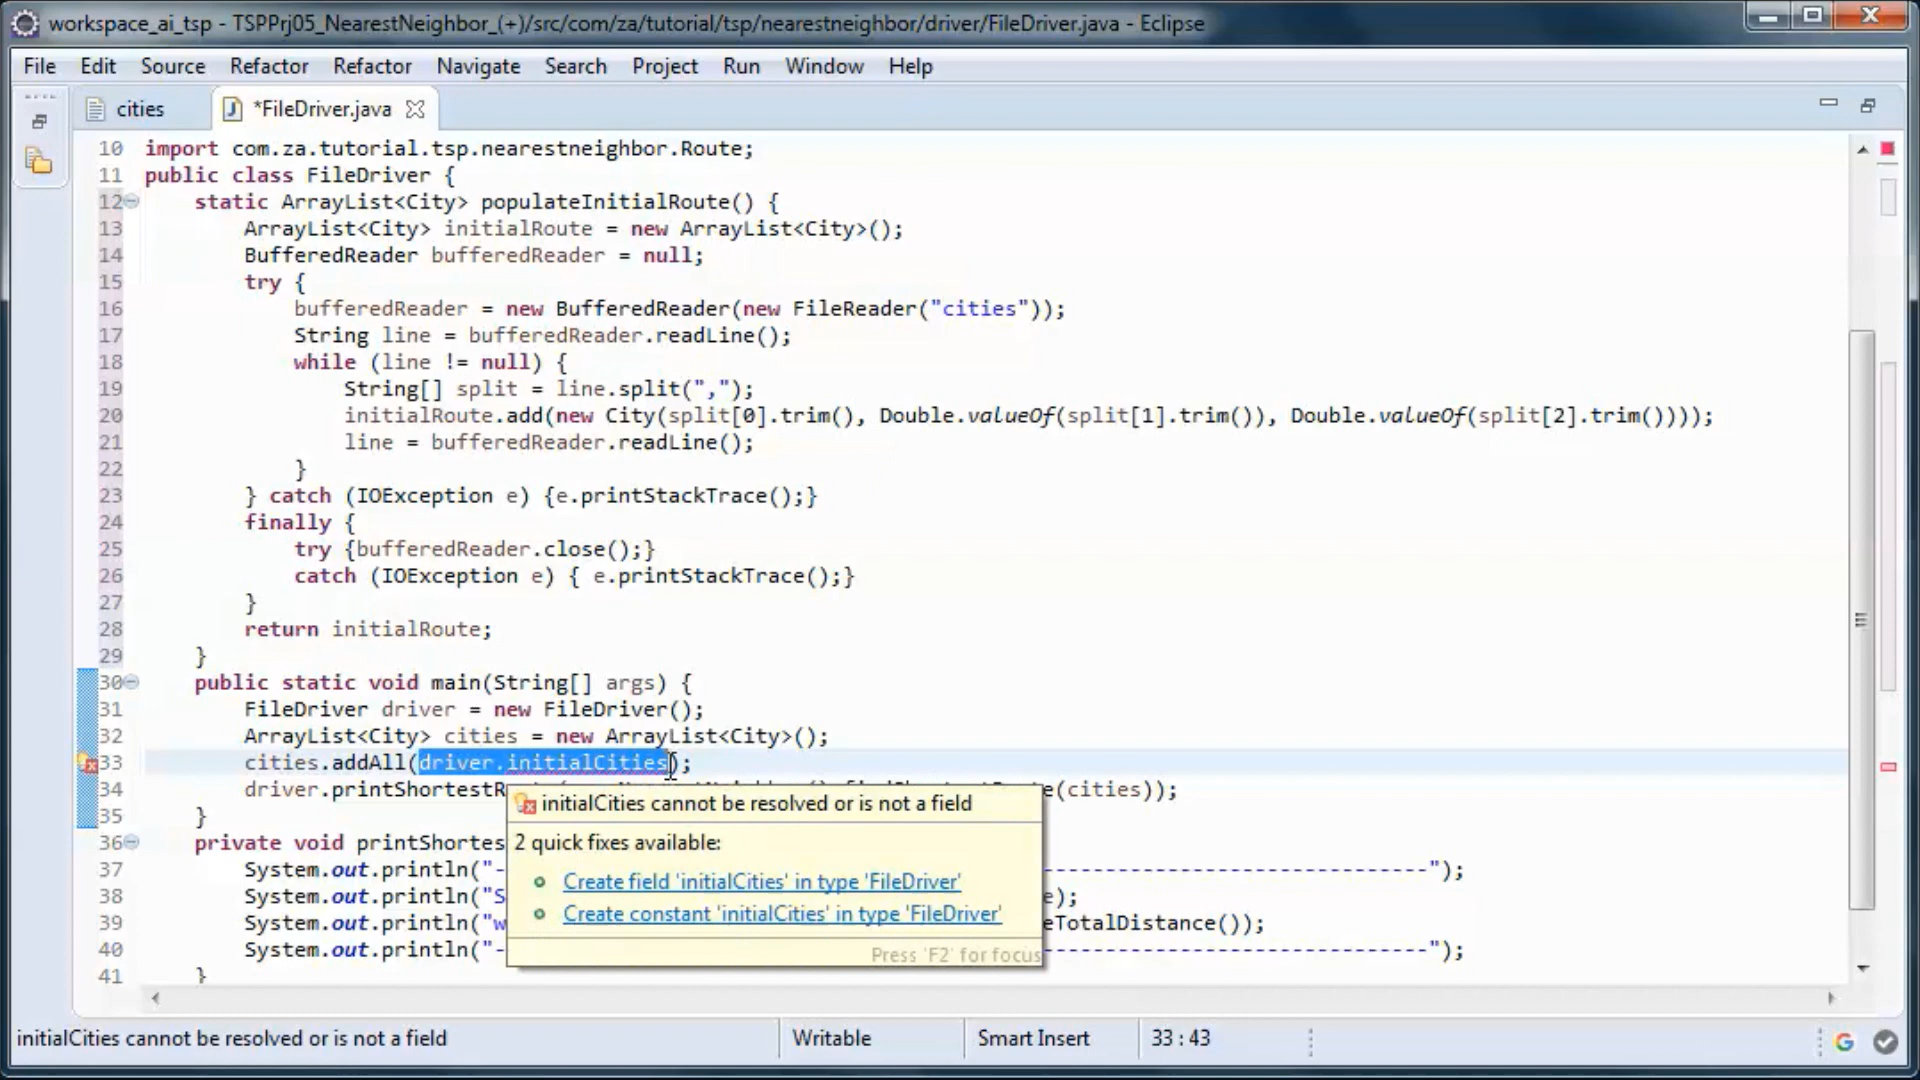 workspace_ai_tsp - TSPPrj05_NearestNeighbor_(+)/src/com/za/tutorial/tsp/nearestneighbor/driver/FileDriver.java - Eclipse
File Edit Source Refactor Refactor Navigate Search Project Run Window Help
cities *FileDriver.java
10 import com.za.tutorial.tsp.nearestneighbor.Route;
11 public class FileDriver {
12 static ArrayList<City> populateInitialRoute() {
13 ArrayList<City> initialRoute = new ArrayList<City>();
14 BufferedReader bufferedReader = null;
15 try {
16 bufferedReader = new BufferedReader(new FileReader("cities"));
17 String line = bufferedReader.readLine();
18 while (line != null) {
19 String[] split = line.split(",");
20 initialRoute.add(new City(split[0].trim(), Double.valueOf(split[1].trim()), Double.valueOf(split[2].trim())));
21 line = bufferedReader.readLine();
22 }
23 } catch (IOException e) {e.printStackTrace();}
24 finally {
25 try {bufferedReader.close();}
26 catch (IOException e) { e.printStackTrace();}
27 }
28 return initialRoute;
29 }
30 public static void main(String[] args) {
31 FileDriver driver = new FileDriver();
32 ArrayList<City> cities = new ArrayList<City>();
33 cities.addAll(driver.initialCities);
34 driver.printShortestR e(cities));
35 }
36 private void printShortes
37 System.out.println("- -------------------------------");
38 System.out.println("S e);
39 System.out.println("w eTotalDistance());
40 System.out.println("- -------------------------------");
41 }
initialCities cannot be resolved or is not a field
2 quick fixes available:
Create field 'initialCities' in type 'FileDriver'
Create constant 'initialCities' in type 'FileDriver'
Press 'F2' for focus
initialCities cannot be resolved or is not a field Writable Smart Insert 33 : 43